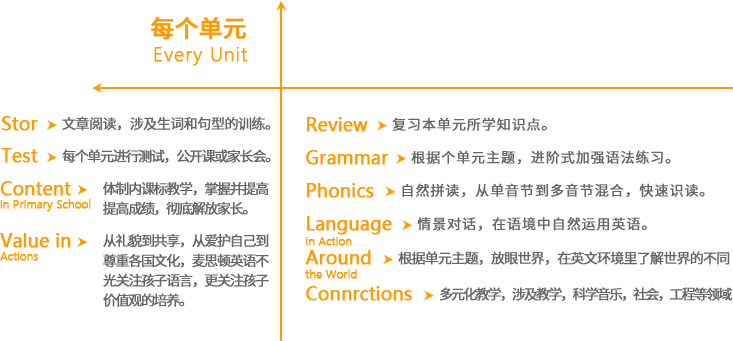 每个单元
Every Unit
Stor 文章阅读，涉及生词和句型的训练。
Test 每个单元进行测试，公开课或家长会。
Content 体制内课标教学，掌握并提高
in Primary School 提高成绩，彻底解放家长。
Value in 从礼貌到共享，从爱护自己到
Actions 尊重各国文化，麦思顿英语不
光关注孩子语言，更关注孩子
价值观的培养。
Review 复习本单元所学知识点。
Grammar 根据个单元主题，进阶式加强语法练习。
Phonics 自然拼读，从单音节到多音节混合，快速识读。
Language 情景对话，在语境中自然运用英语。
in Action
Around 根据单元主题，放眼世界，在英文环境里了解世界的不同
the World
Connrctions 多元化教学，涉及教学，科学音乐，社会，工程等领域